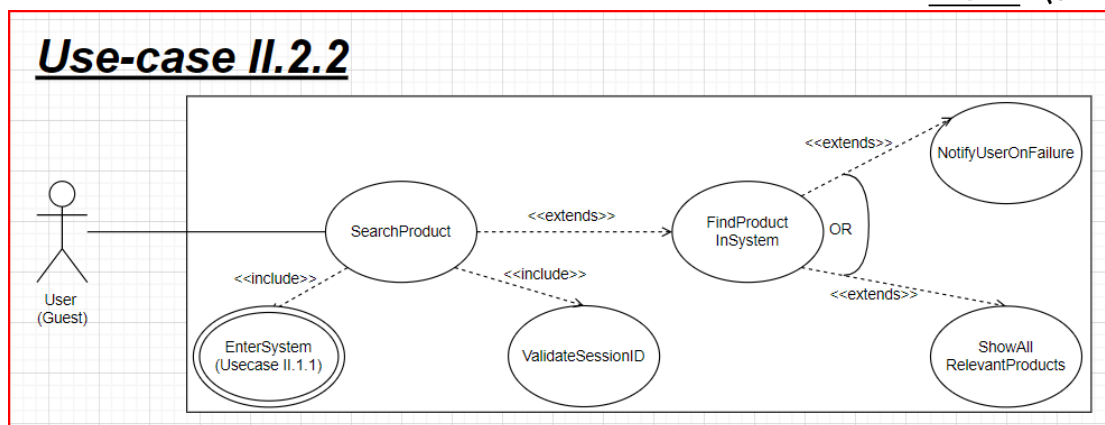 Use-case II.2.2
<<extends>>
NotifyUserOnFailure
SearchProduct
<<extends>>
FindProduct
InSystem
OR
<<include>>
<<include>>
<<extends>>
User
(Guest)
EnterSystem
(Usecase II.1.1)
ValidateSessionID
ShowAll
RelevantProducts